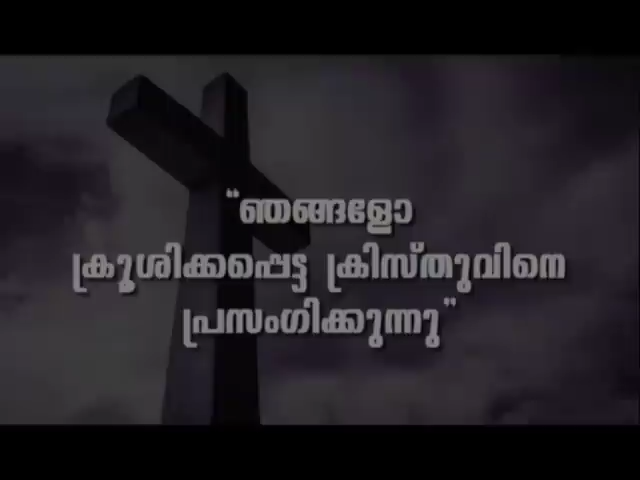 “ഞങ്ങളോ
ക്രൂശിക്കപ്പെട്ട ക്രിസ്തുവിനെ
പ്രസംഗിക്കുന്നു”